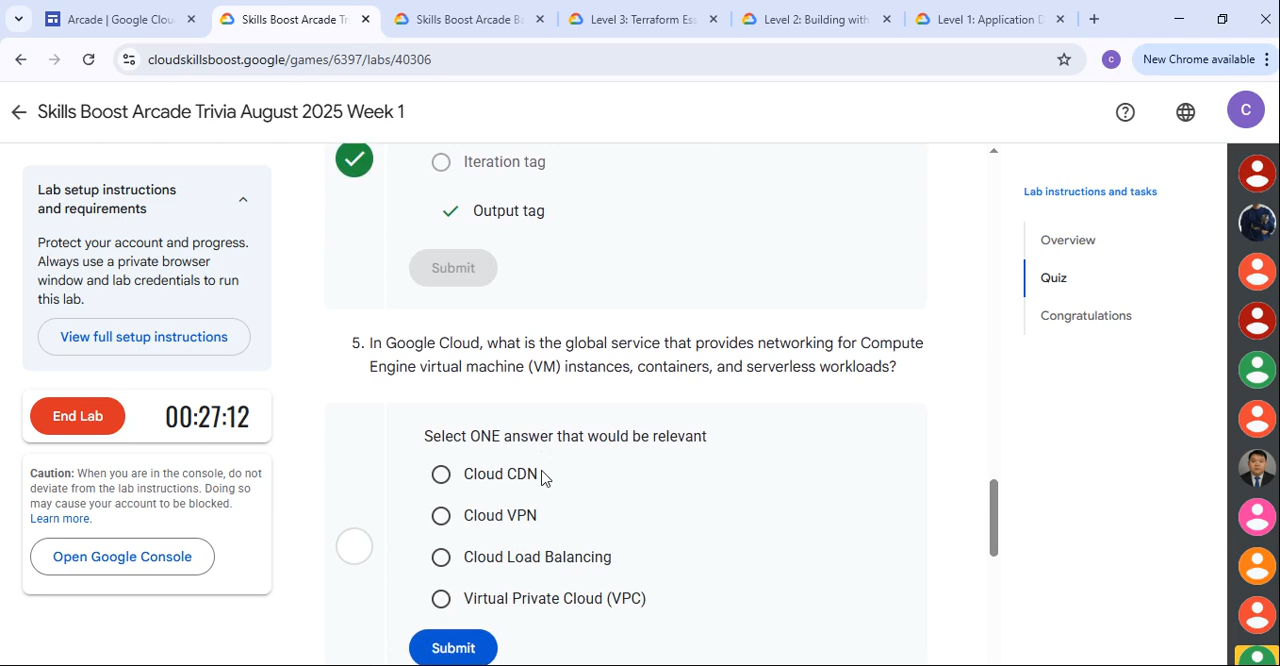 Arcade | Google Clou
Skills Boost Arcade Tr
Skills Boost Arcade Ba
Level 3: Terraform Ess
Level 2: Building with
Level 1: Application D
cloudskillsboost.google/games/6397/labs/40306
C
New Chrome available
Skills Boost Arcade Trivia August 2025 Week 1
C
Lab setup instructions
and requirements
Protect your account and progress.
Always use a private browser
window and lab credentials to run
this lab.
View full setup instructions
End Lab
00:27:12
Caution: When you are in the console, do not
deviate from the lab instructions. Doing so
may cause your account to be blocked.
Learn more.
Open Google Console
Iteration tag
Output tag
Submit
5. In Google Cloud, what is the global service that provides networking for Compute
Engine virtual machine (VM) instances, containers, and serverless workloads?
Select ONE answer that would be relevant
Cloud CDN
Cloud VPN
Cloud Load Balancing
Virtual Private Cloud (VPC)
Submit
Lab instructions and tasks
Overview
Quiz
Congratulations